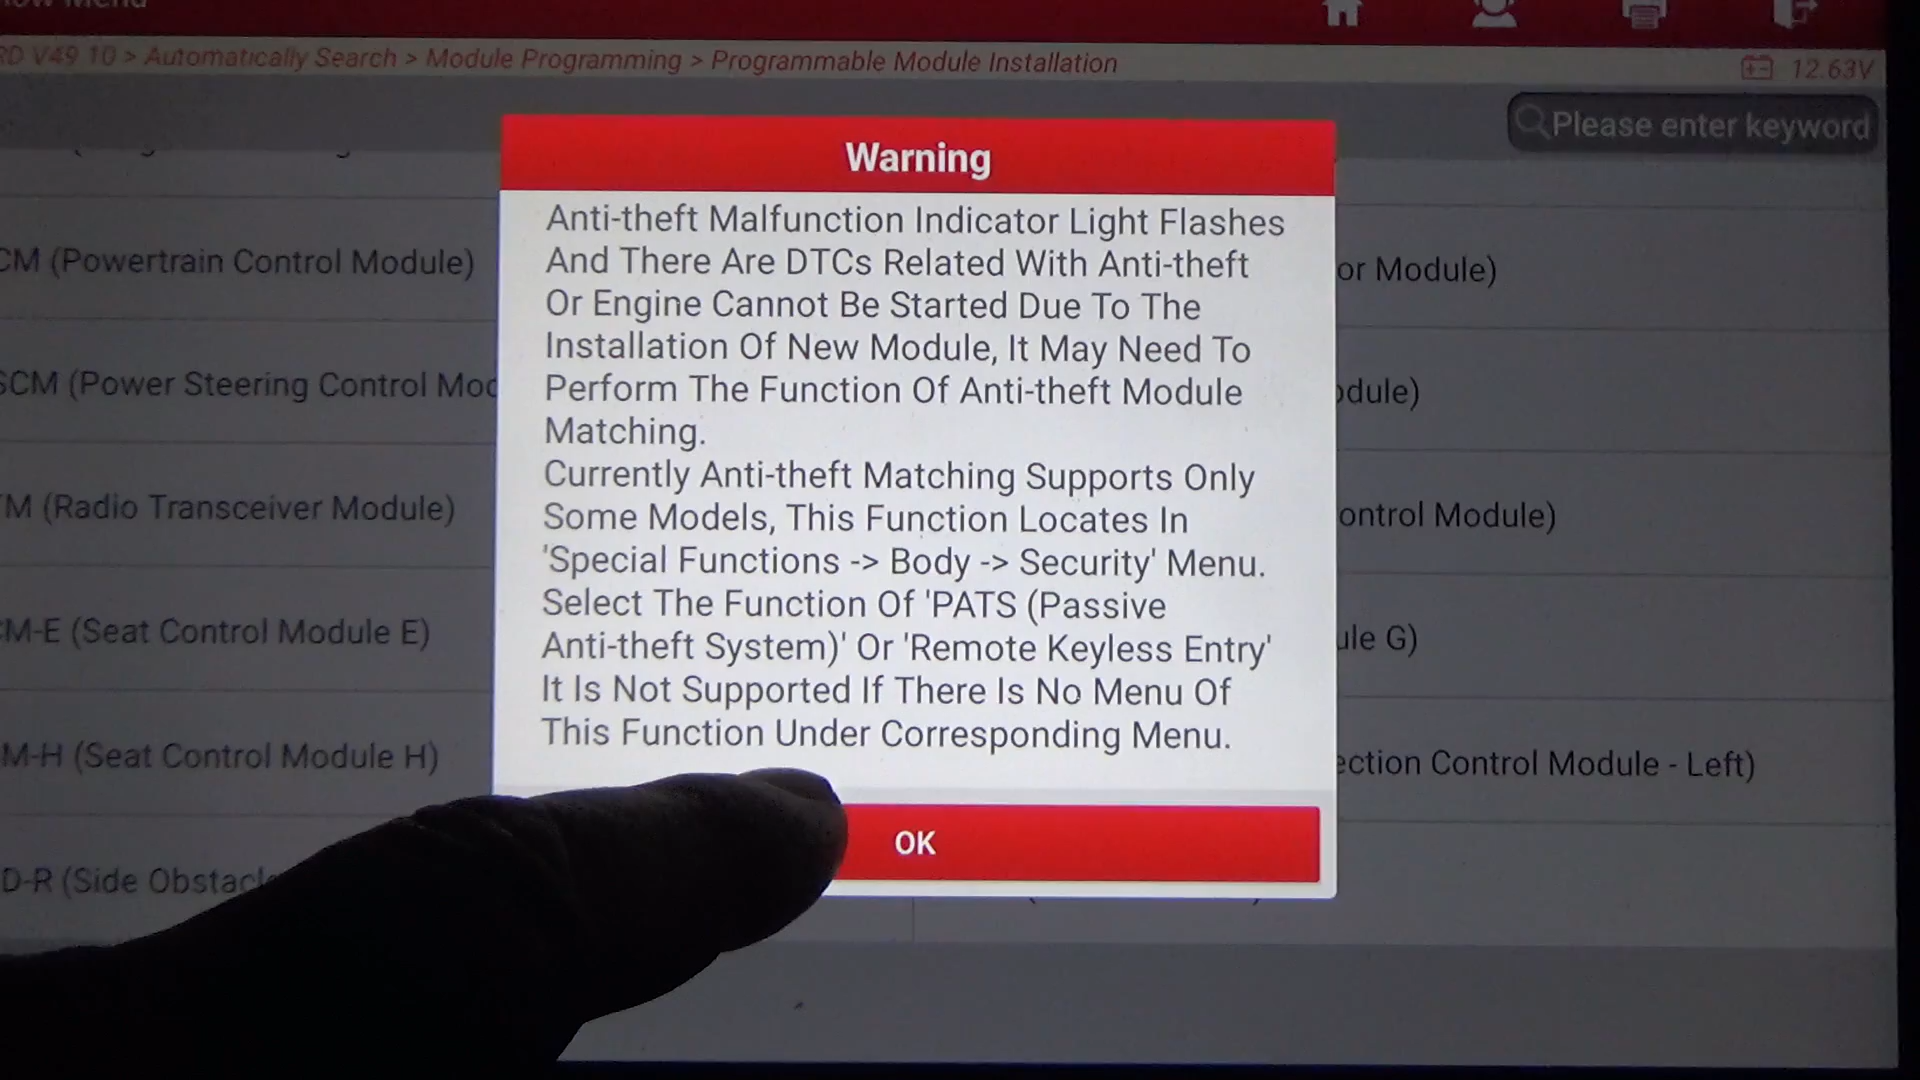 Menu
RD V49 10 > Automatically Search > Module Programming > Programmable Module Installation
12.63V
Please enter keyword
Warning
Anti-theft Malfunction Indicator Light Flashes
And There Are DTCs Related With Anti-theft
Or Engine Cannot Be Started Due To The
Installation Of New Module, It May Need To
Perform The Function Of Anti-theft Module
Matching.
Currently Anti-theft Matching Supports Only
Some Models, This Function Locates In
'Special Functions -> Body -> Security' Menu.
Select The Function Of 'PATS (Passive
Anti-theft System)' Or 'Remote Keyless Entry'
It Is Not Supported If There Is No Menu Of
This Function Under Corresponding Menu.
OK
CM (Powertrain Control Module)
or Module)
SCM (Power Steering Control Mod
odule)
TM (Radio Transceiver Module)
ontrol Module)
CM-E (Seat Control Module E)
ule G)
M-H (Seat Control Module H)
ection Control Module - Left)
D-R (Side Obstacle